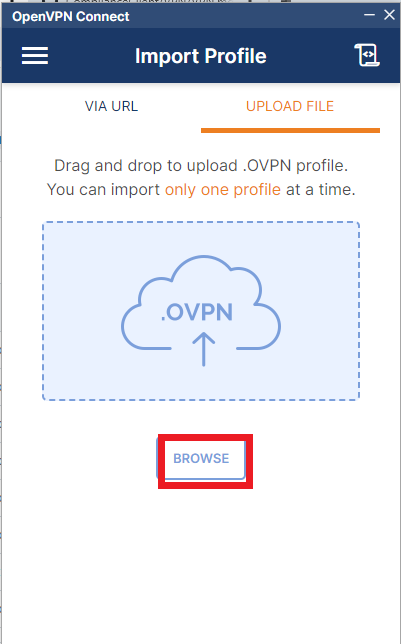 OpenVPN Connect
Import Profile
VIA URL
UPLOAD FILE
Drag and drop to upload .OVPN profile.
You can import only one profile at a time.
.OVPN
BROWSE